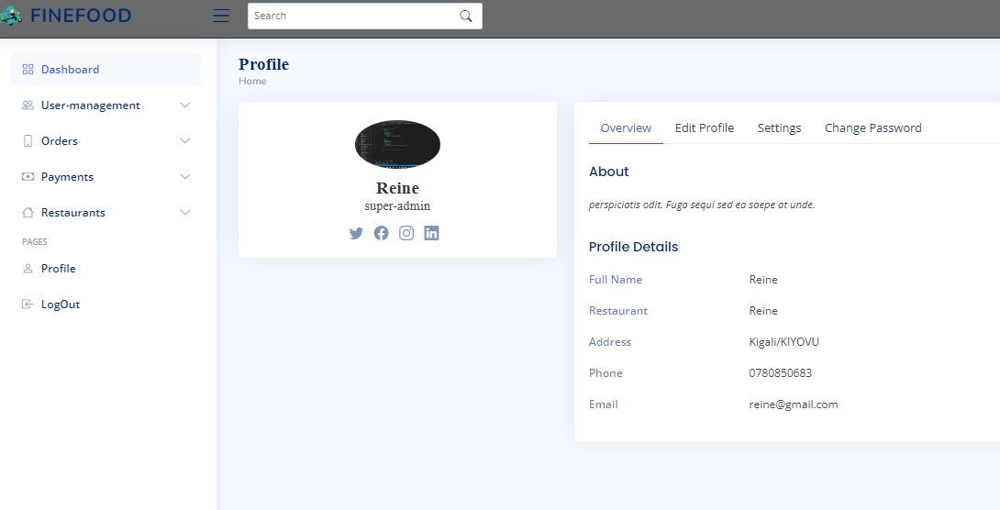 FINEFOOD
Search
Dashboard
User-management
Orders
Payments
Restaurants
PAGES
Profile
LogOut
Profile
Home
Reine
super-admin
Overview Edit Profile Settings Change Password
About
perspiciatis odit. Fuga sequi sed ea saepe at unde.
Profile Details
Full Name Reine
Restaurant Reine
Address Kigali/KIYOVU
Phone 0780850683
Email reine@gmail.com